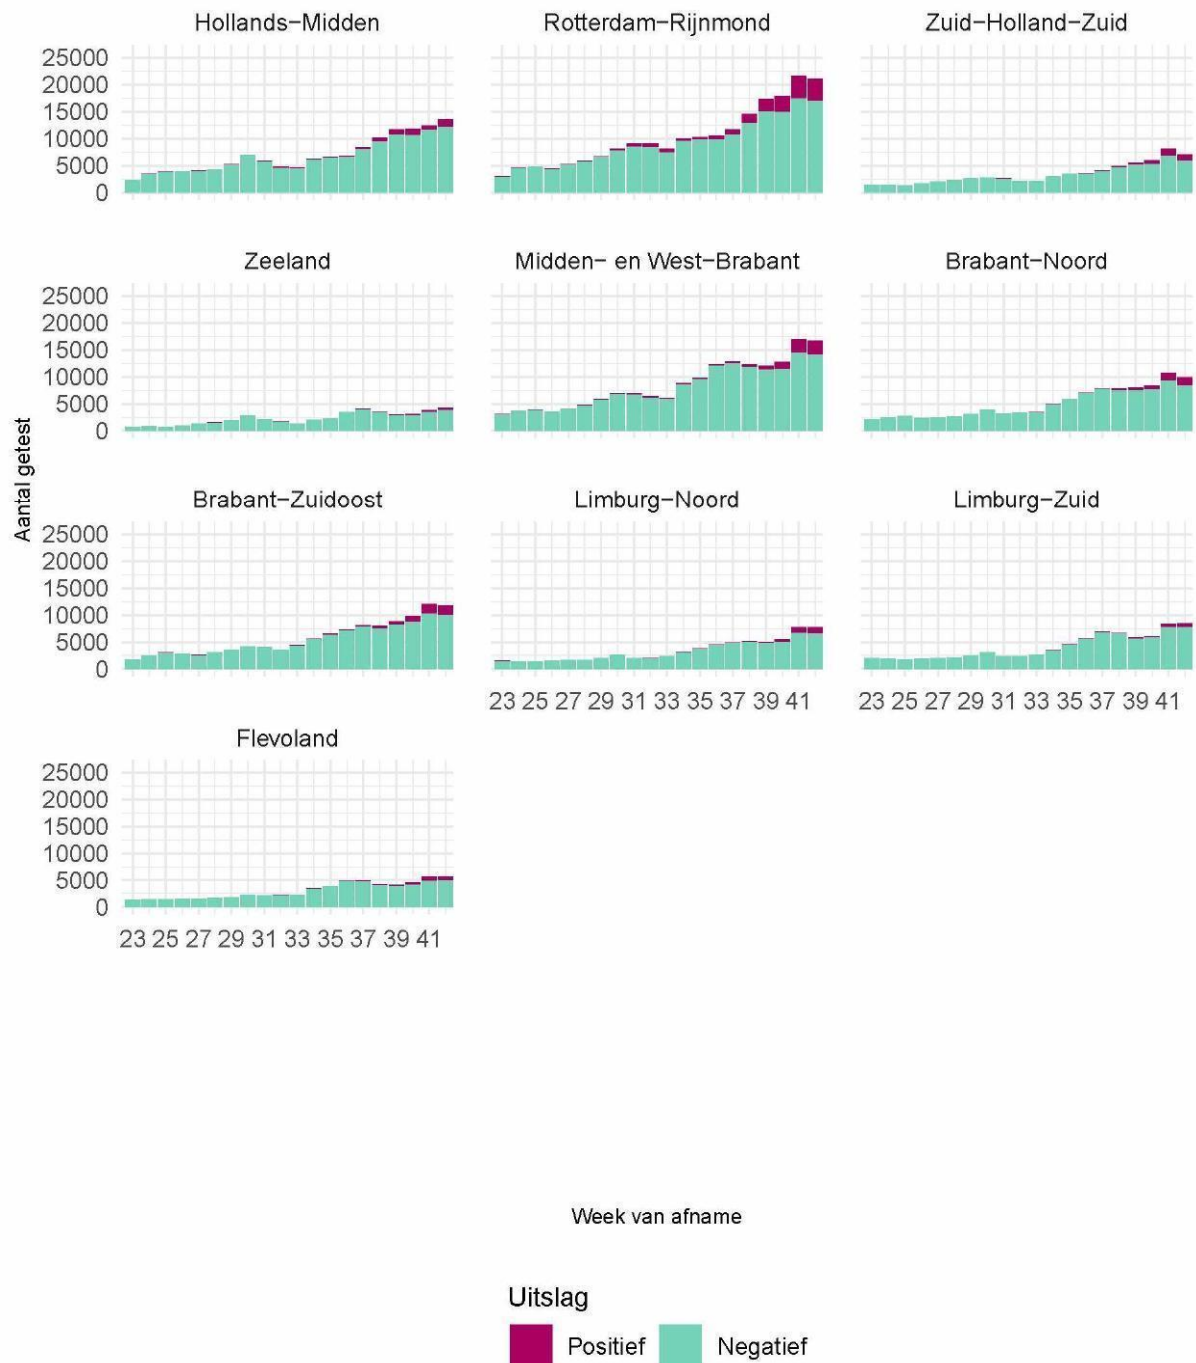 Hollands−Midden Rotterdam−Rijnmond Zuid−Holland−Zuid
25000
20000
15000
10000
5000
0
Zeeland Midden− en West−Brabant Brabant−Noord
25000
20000
15000
10000
5000
0
Aantal getest
Brabant−Zuidoost Limburg−Noord Limburg−Zuid
25000
20000
15000
10000
5000
0
23 25 27 29 31 33 35 37 39 41 23 25 27 29 31 33 35 37 39 41
Flevoland
25000
20000
15000
10000
5000
0
23 25 27 29 31 33 35 37 39 41
Week van afname
Uitslag
Positief Negatief